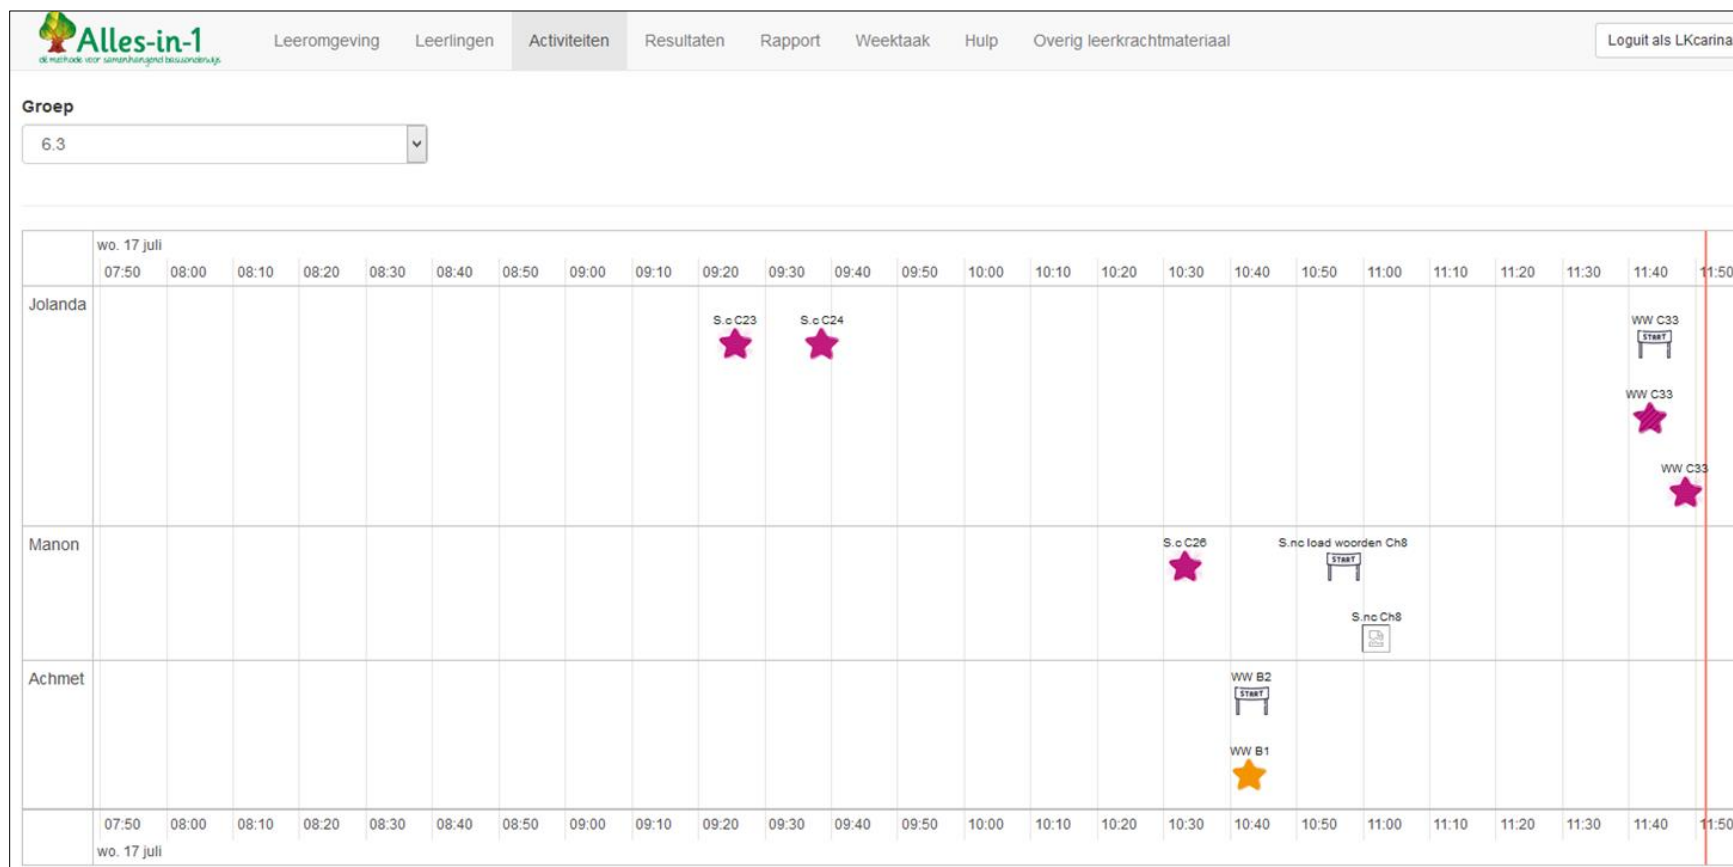 Alles-in-1
dé methode voor samenhangend basisonderwijs
Leeromgeving Leerlingen Activiteiten Resultaten Rapport Weektaak Hulp Overig leerkrachtmateriaal Loguit als LKcarina
Groep
6.3
wo. 17 juli
07:50 08:00 08:10 08:20 08:30 08:40 08:50 09:00 09:10 09:20 09:30 09:40 09:50 10:00 10:10 10:20 10:30 10:40 10:50 11:00 11:10 11:20 11:30 11:40 11:50
Jolanda
S.c C23 S.c C24 WW C33
START
WW C33
WW C33
Manon
S.c C26 S.nc load woorden Ch8
START
S.nc Ch8
Achmet
WW B2
START
WW B1
07:50 08:00 08:10 08:20 08:30 08:40 08:50 09:00 09:10 09:20 09:30 09:40 09:50 10:00 10:10 10:20 10:30 10:40 10:50 11:00 11:10 11:20 11:30 11:40 11:50
wo. 17 juli